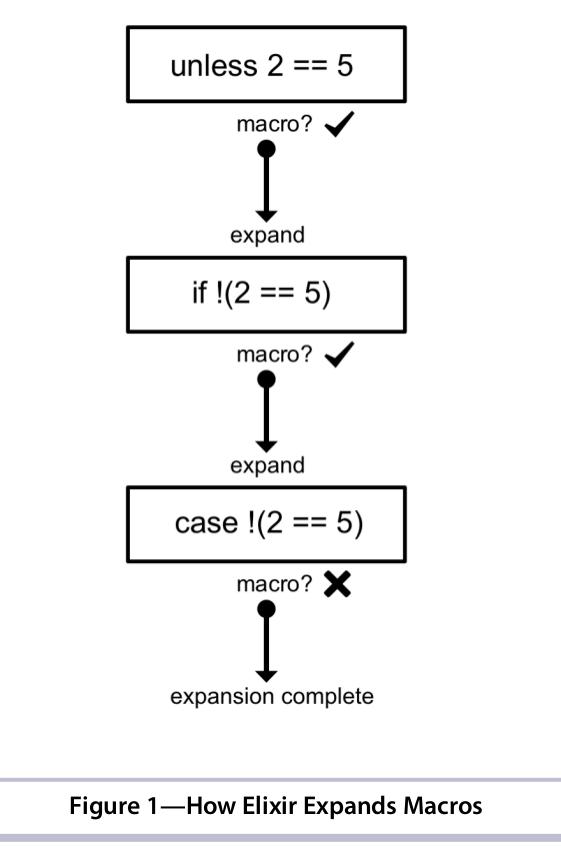 unless 2 == 5
macro? ✔
expand
if !(2 == 5)
macro? ✔
expand
case !(2 == 5)
macro? ✖
expansion complete
Figure 1—How Elixir Expands Macros